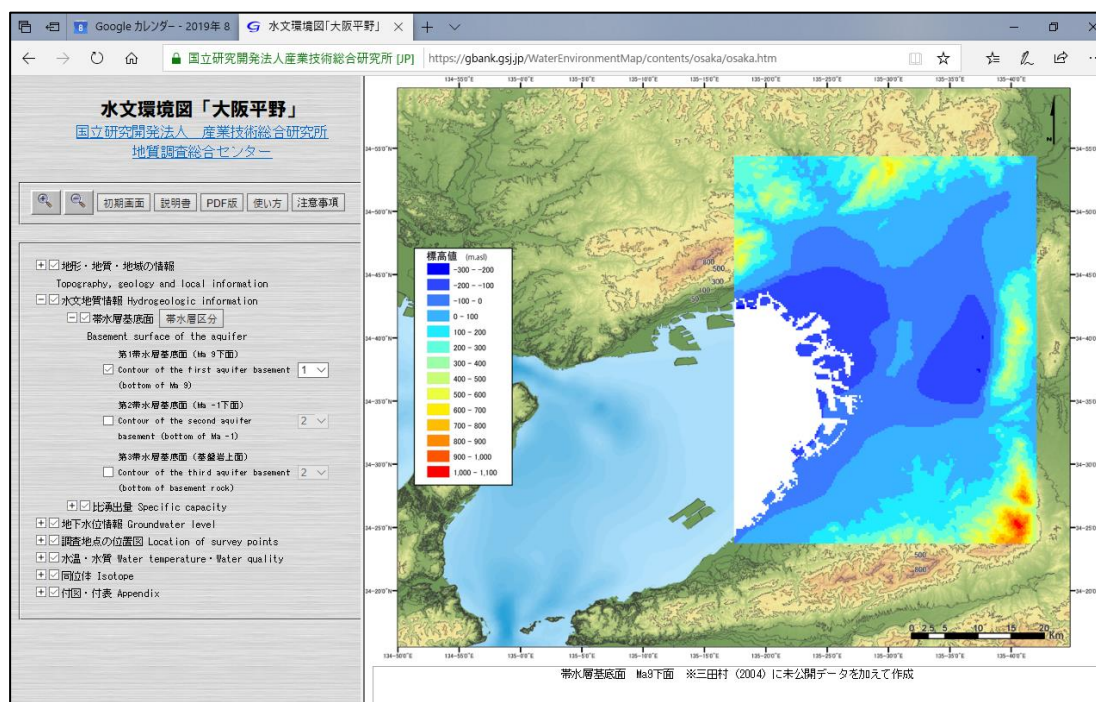 Google カレンダー - 2019年 8
水文環境図「大阪平野」
国立研究開発法人産業技術総合研究所 [JP]
https://gbank.gsj.jp/WaterEnvironmentMap/contents/osaka/osaka.htm
水文環境図「大阪平野」
国立研究開発法人 産業技術総合研究所
地質調査総合センター
初期画面 説明書 PDF版 使い方 注意事項
地形・地質・地域の情報
Topography, geology and local information
水文地質情報 Hydrogeologic information
帯水層基底面 帯水層区分
Basement surface of the aquifer
第1帯水層基底面 (Ma 9下面)
Contour of the first aquifer basement 1
(bottom of Ma 9)
第2帯水層基底面 (Ma -1下面)
Contour of the second aquifer 2
basement (bottom of Ma -1)
第3帯水層基底面 (基盤岩上面)
Contour of the third aquifer basement 2
(bottom of basement rock)
比湧出量 Specific capacity
地下水位情報 Groundwater level
調査地点の位置図 Location of survey points
水温・水質 Water temperature・Water quality
同位体 Isotope
付図・付表 Appendix
標高値 (m.asl)
-300 - -200
-200 - -100
-100 - 0
0 - 100
100 - 200
200 - 300
300 - 400
400 - 500
500 - 600
600 - 700
700 - 800
800 - 900
900 - 1,000
1,000 - 1,100
0 2.5 5 10 15 20
Km
帯水層基底面 Ma9下面 ※三田村 (2004) に未公開データを加えて作成